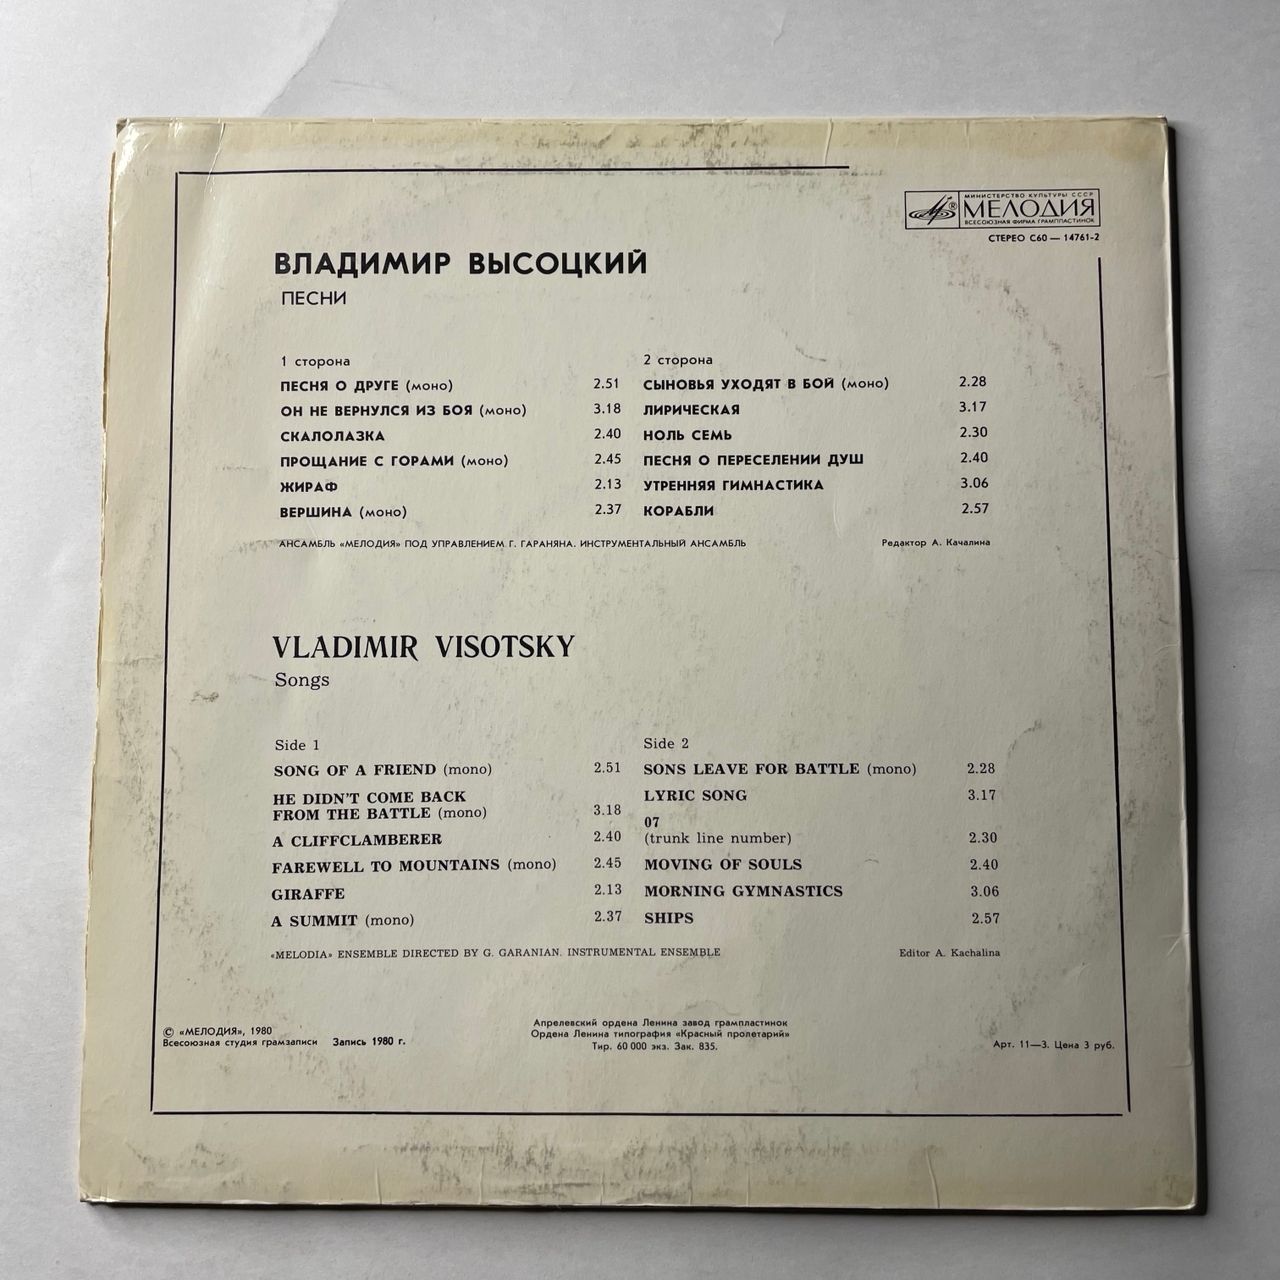 МИНИСТЕРСТВО КУЛЬТУРЫ СССР
МЕЛОДИЯ
ВСЕСОЮЗНАЯ ФИРМА ГРАМПЛАСТИНОК
СТЕРЕО С60 — 14761-2
ВЛАДИМИР ВЫСОЦКИЙ
ПЕСНИ
1 сторона
ПЕСНЯ О ДРУГЕ (моно) 2.51
ОН НЕ ВЕРНУЛСЯ ИЗ БОЯ (моно) 3.18
СКАЛОЛАЗКА 2.40
ПРОЩАНИЕ С ГОРАМИ (моно) 2.45
ЖИРАФ 2.13
ВЕРШИНА (моно) 2.37
2 сторона
СЫНОВЬЯ УХОДЯТ В БОЙ (моно) 2.28
ЛИРИЧЕСКАЯ 3.17
НОЛЬ СЕМЬ 2.30
ПЕСНЯ О ПЕРЕСЕЛЕНИИ ДУШ 2.40
УТРЕННЯЯ ГИМНАСТИКА 3.06
КОРАБЛИ 2.57
АНСАМБЛЬ «МЕЛОДИЯ» ПОД УПРАВЛЕНИЕМ Г. ГАРАНЯНА. ИНСТРУМЕНТАЛЬНЫЙ АНСАМБЛЬ
Редактор А. Качалина
VLADIMIR VISOTSKY
Songs
Side 1
SONG OF A FRIEND (mono) 2.51
HE DIDN'T COME BACK
FROM THE BATTLE (mono) 3.18
A CLIFFCLAMBERER 2.40
FAREWELL TO MOUNTAINS (mono) 2.45
GIRAFFE 2.13
A SUMMIT (mono) 2.37
Side 2
SONS LEAVE FOR BATTLE (mono) 2.28
LYRIC SONG 3.17
07
(trunk line number) 2.30
MOVING OF SOULS 2.40
MORNING GYMNASTICS 3.06
SHIPS 2.57
«MELODIA» ENSEMBLE DIRECTED BY G. GARANIAN. INSTRUMENTAL ENSEMBLE
Editor A. Kachalina
© «МЕЛОДИЯ», 1980
Всесоюзная студия грамзаписи Запись 1980 г.
Апрелевский ордена Ленина завод грампластинок
Ордена Ленина типография «Красный пролетарий»
Тир. 60 000 экз. Зак. 835.
Арт. 11—3. Цена 3 руб.